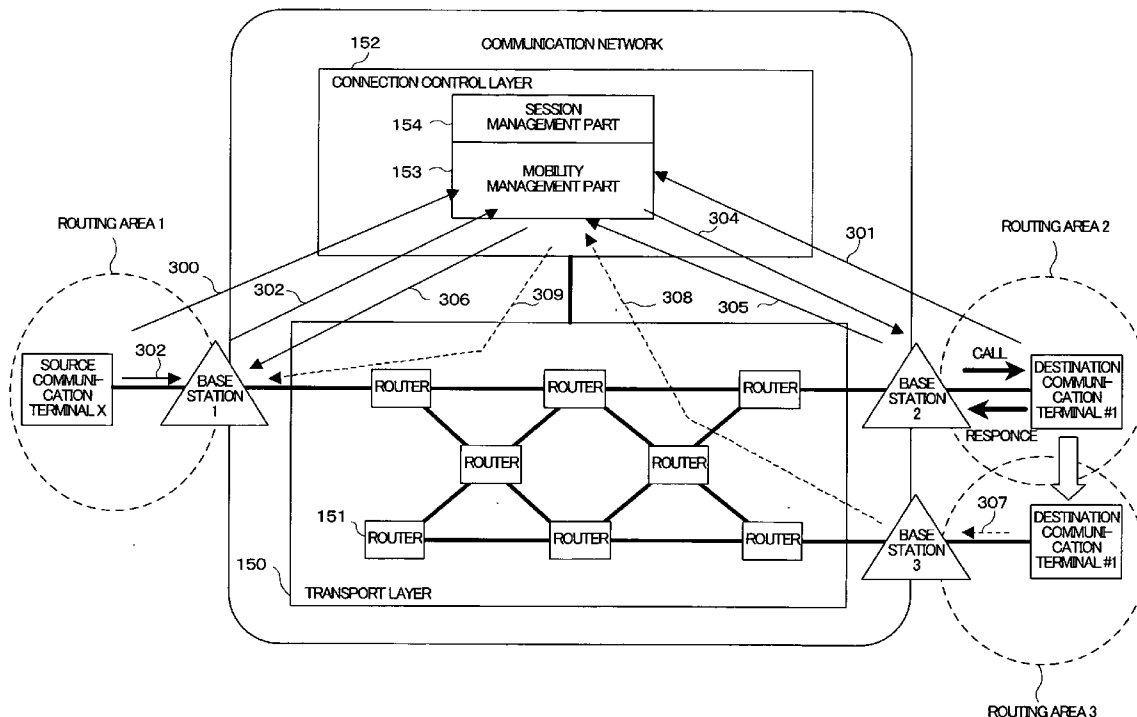 COMMUNICATION NETWORK
152
CONNECTION CONTROL LAYER
SESSION
MANAGEMENT PART
154
153
MOBILITY
MANAGEMENT PART
ROUTING AREA 1
300
302
306
309
308
304
305
301
ROUTING AREA 2
302
SOURCE
COMMUNI-
CATION
TERMINAL X
BASE
STATION
1
ROUTER
ROUTER
ROUTER
ROUTER
ROUTER
151
ROUTER
ROUTER
ROUTER
150
TRANSPORT LAYER
BASE
STATION
2
CALL
RESPONCE
DESTINATION
COMMUNI-
CATION
TERMINAL #1
BASE
STATION
3
307
DESTINATION
COMMUNI-
CATION
TERMINAL #1
ROUTING AREA 3